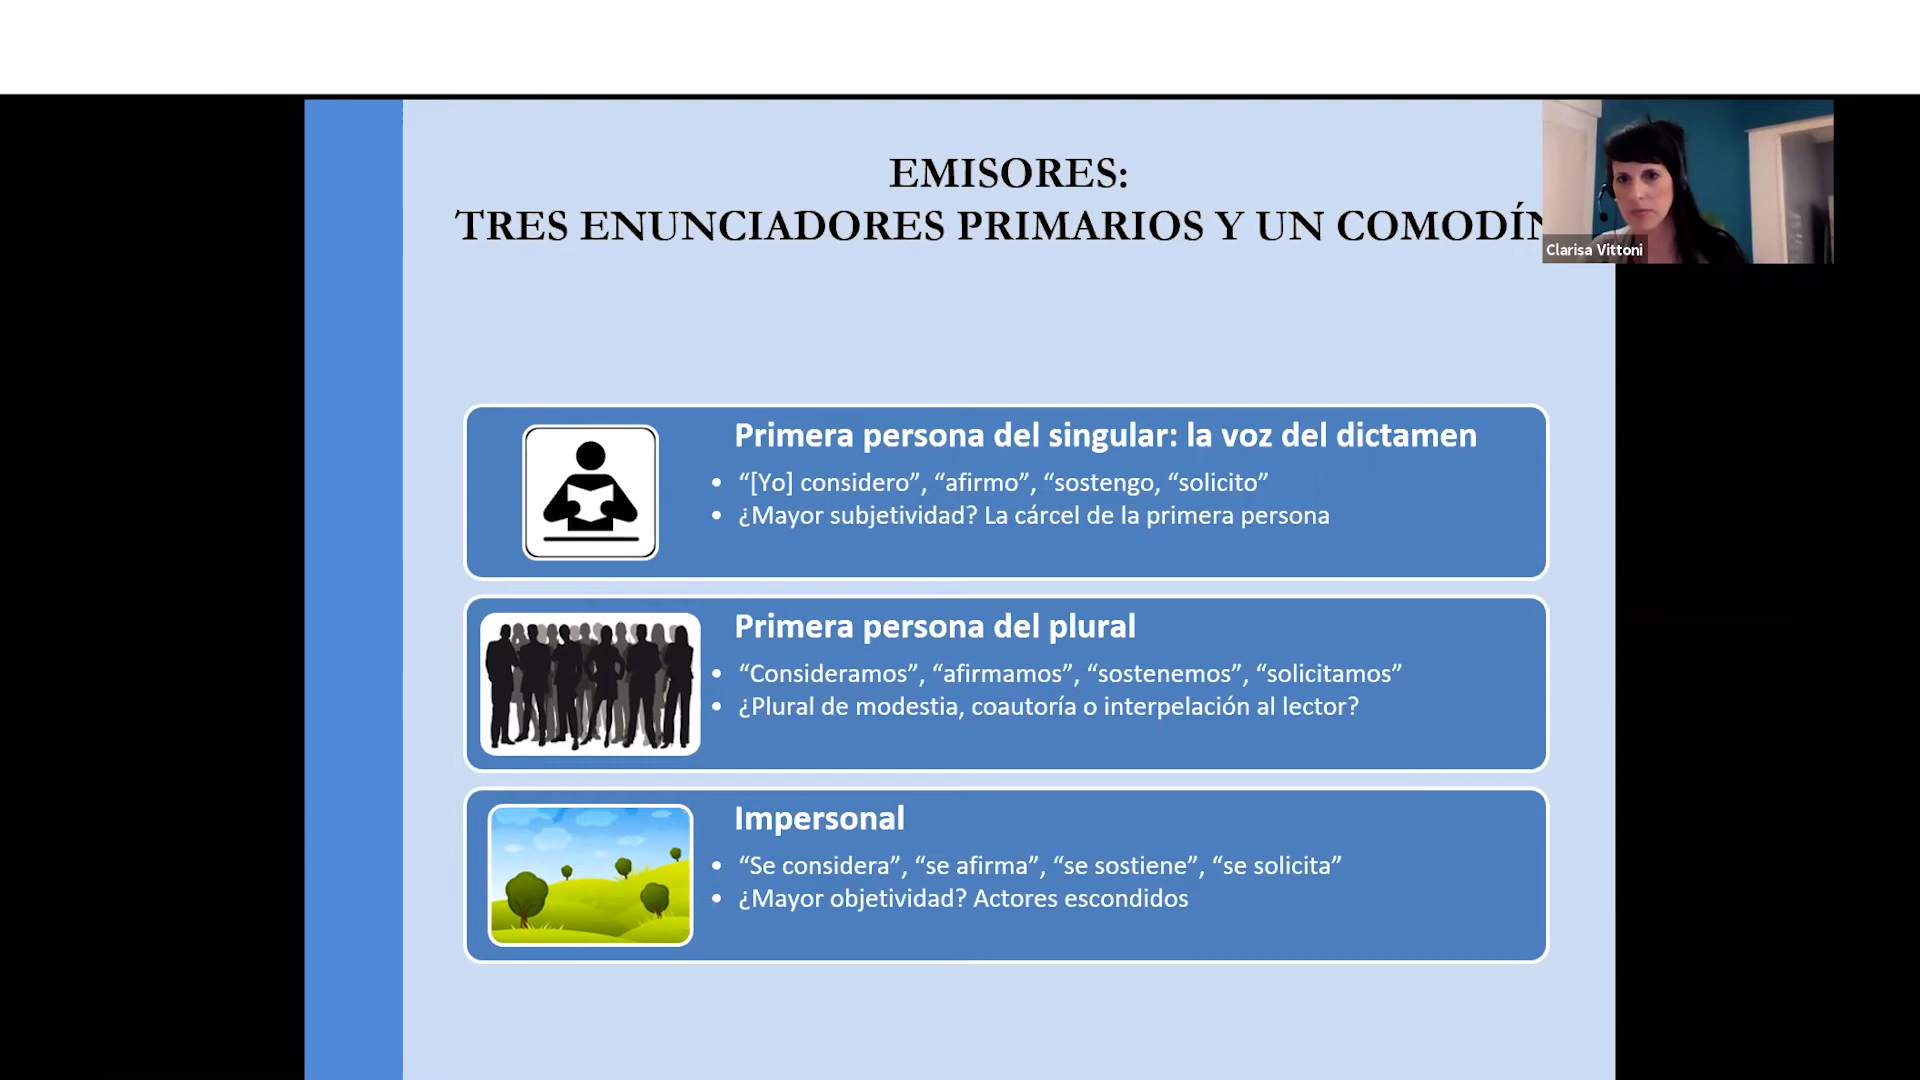 EMISORES:
TRES ENUNCIADORES PRIMARIOS Y UN COMODÍN
Clarisa Vittoni
Primera persona del singular: la voz del dictamen
• “[Yo] considero”, “afirmo”, “sostengo, “solicito”
• ¿Mayor subjetividad? La cárcel de la primera persona
Primera persona del plural
• “Consideramos”, “afirmamos”, “sostenemos”, “solicitamos”
• ¿Plural de modestia, coautoría o interpelación al lector?
Impersonal
• “Se considera”, “se afirma”, “se sostiene”, “se solicita”
• ¿Mayor objetividad? Actores escondidos